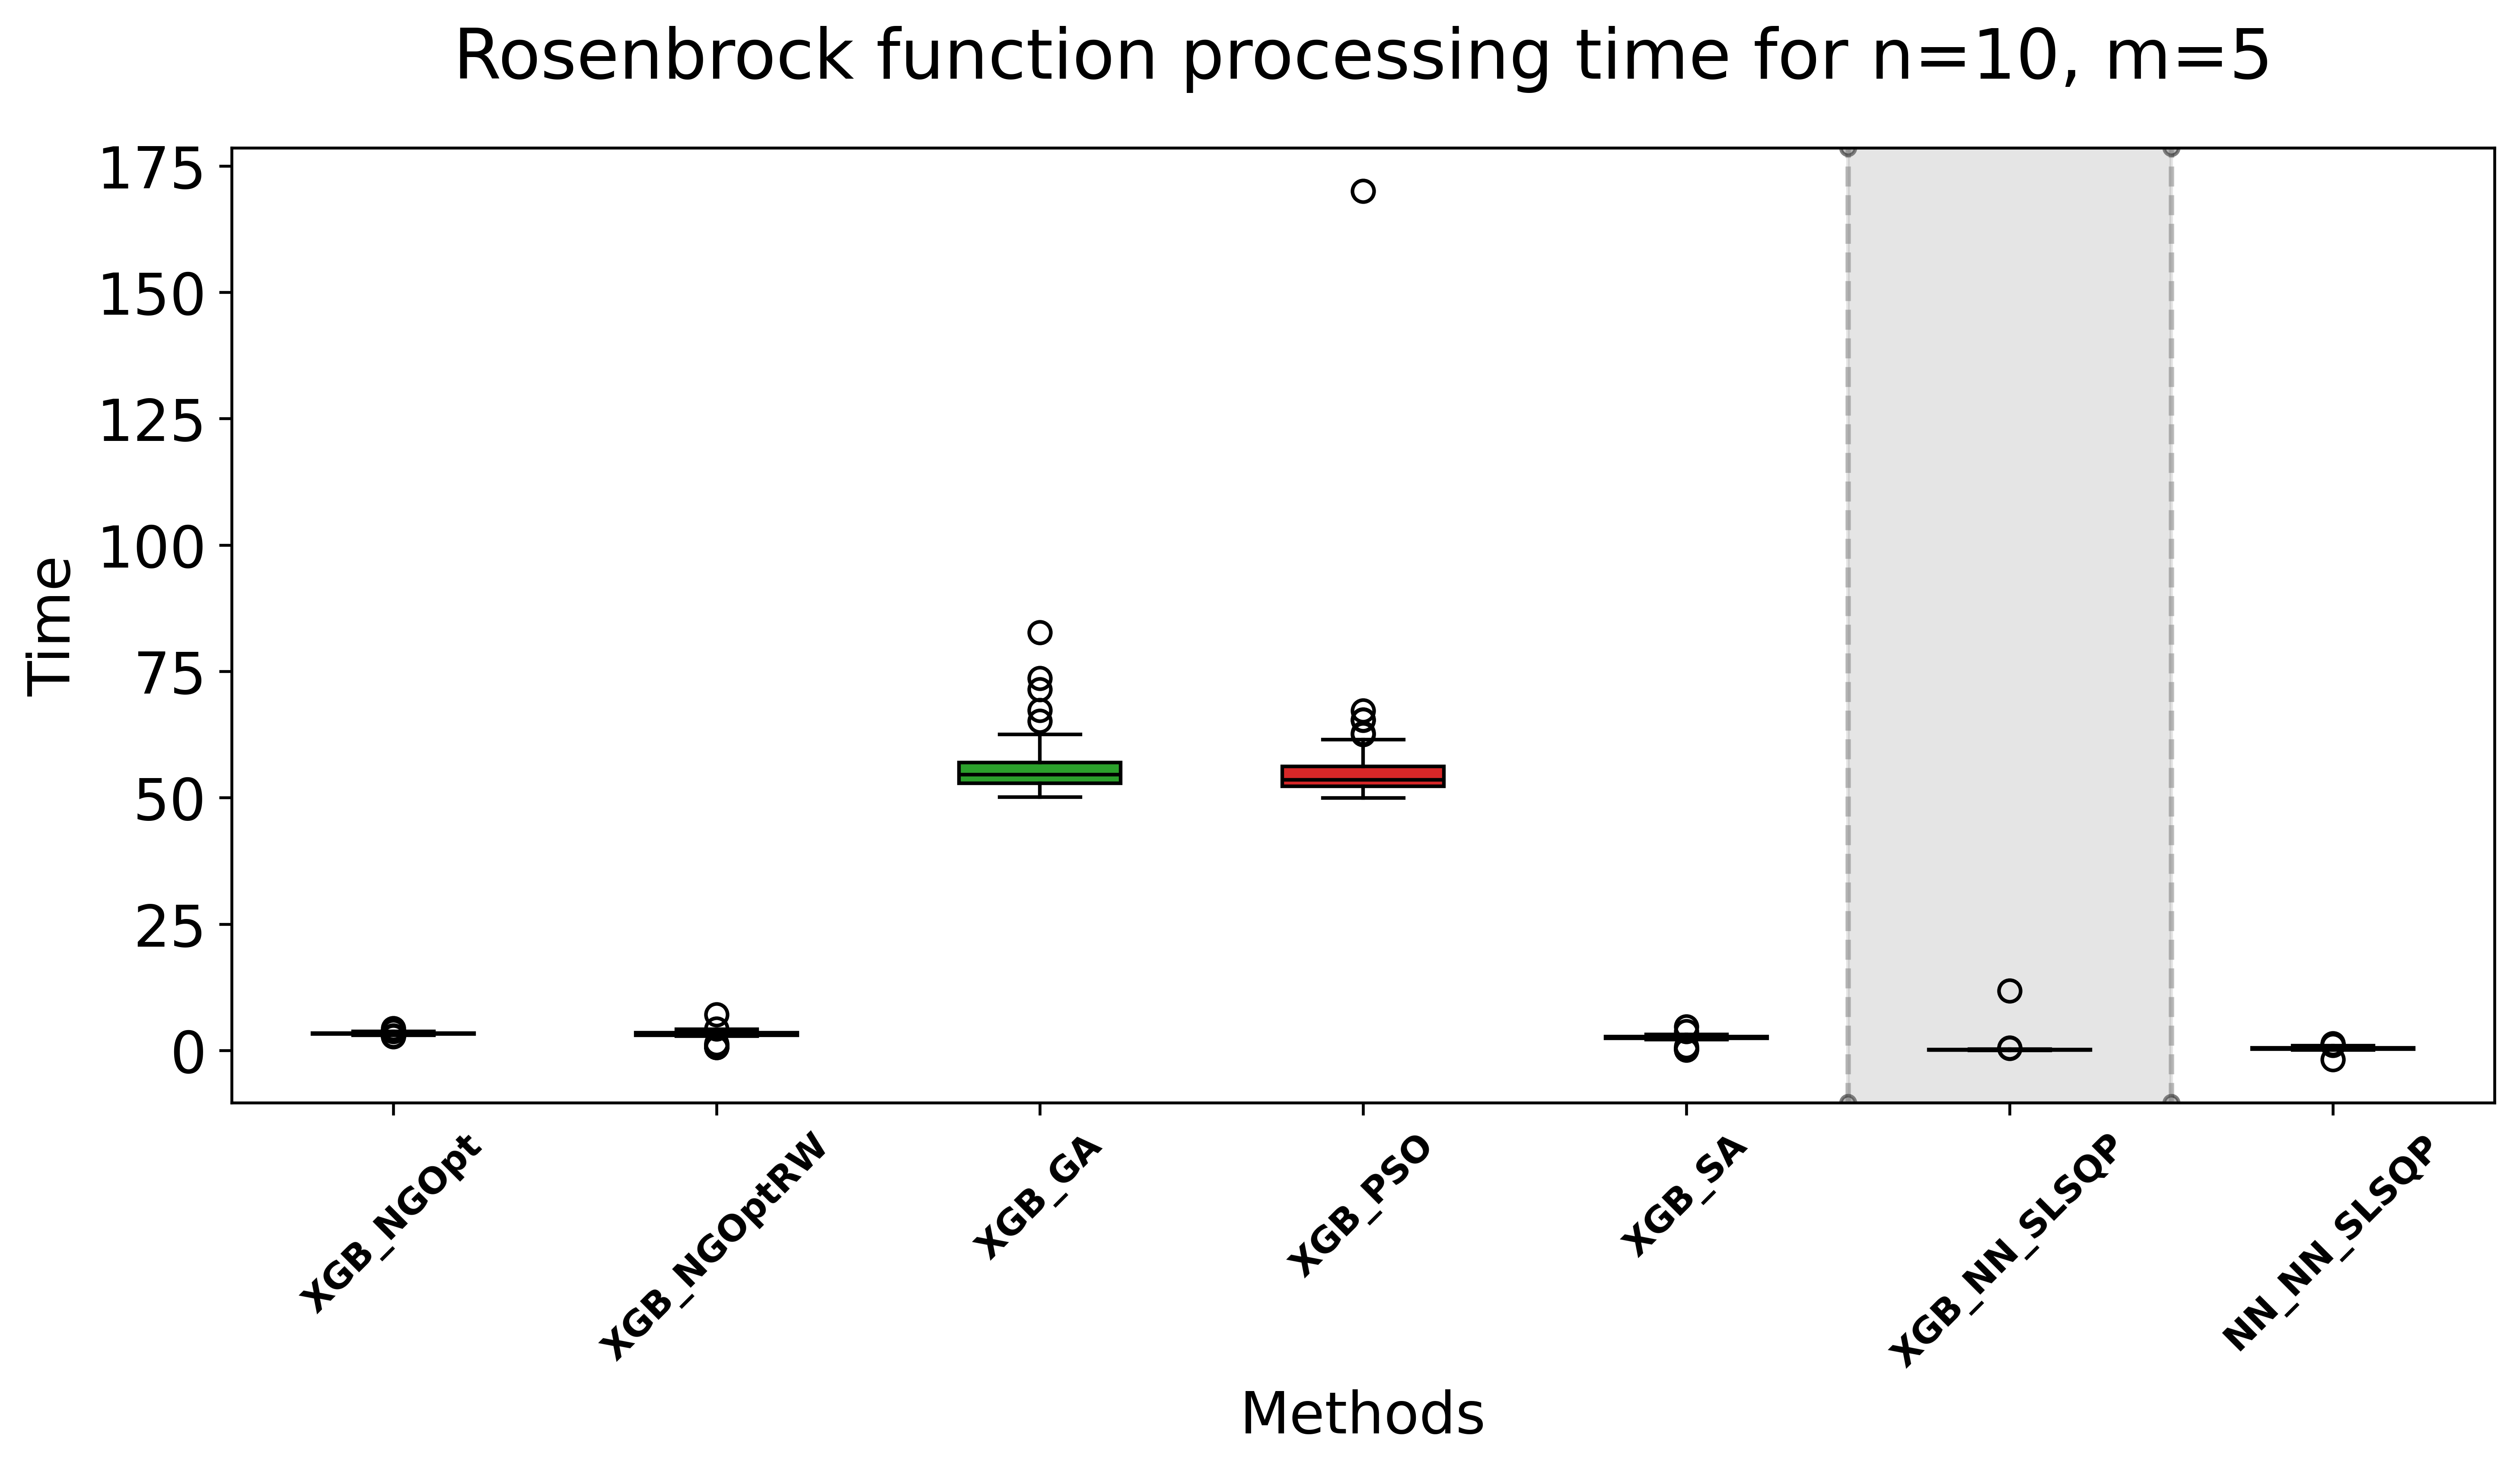 Rosenbrock function processing time for n=10, m=5
175
150
125
100
75
50
25
0
Time
XGB_NGOpt
XGB_NGOptRW
XGB_GA
XGB_PSO
XGB_SA
XGB_NN_SLSQP
NN_NN_SLSQP
Methods